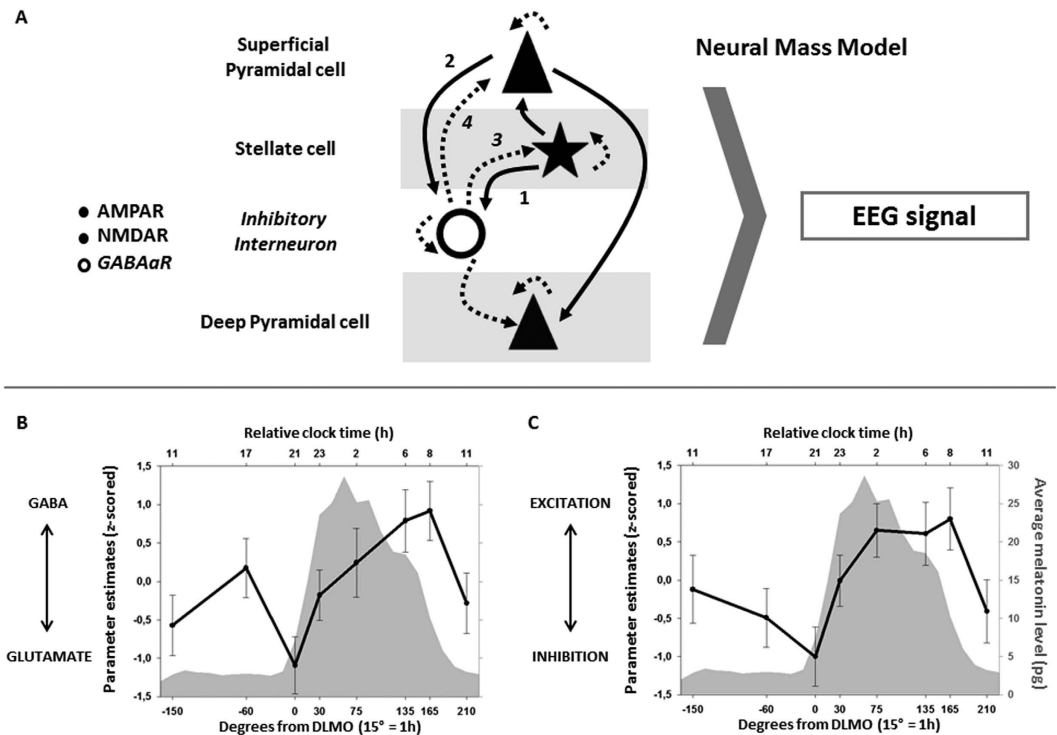 A
Superficial
Pyramidal cell
2
4
3
1
Stellate cell
Inhibitory
Interneuron
Deep Pyramidal cell
AMPAR
NMDAR
GABAaR
Neural Mass Model
EEG signal
B
Relative clock time (h)
11 17 21 23 2 6 8 11
GABA
GLUTAMATE
Parameter estimates (z-scored)
1,5
1,0
0,5
0,0
-0,5
-1,0
-1,5
-150 -60 0 30 75 135 165 210
Degrees from DLMO (15° = 1h)
C
Relative clock time (h)
11 17 21 23 2 6 8 11
EXCITATION
INHIBITION
Parameter estimates (z-scored)
1,5
1,0
0,5
0,0
-0,5
-1,0
-1,5
30
25
20
15
10
5
0
Average melatonin level (pg)
-150 -60 0 30 75 135 165 210
Degrees from DLMO (15° = 1h)